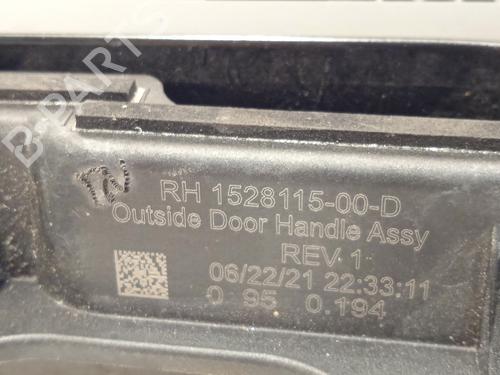 B-PARTS
RH 1528115-00-D
Outside Door Handle Assy
REV 1
06/22/21 22:33:11
0 95 0.194